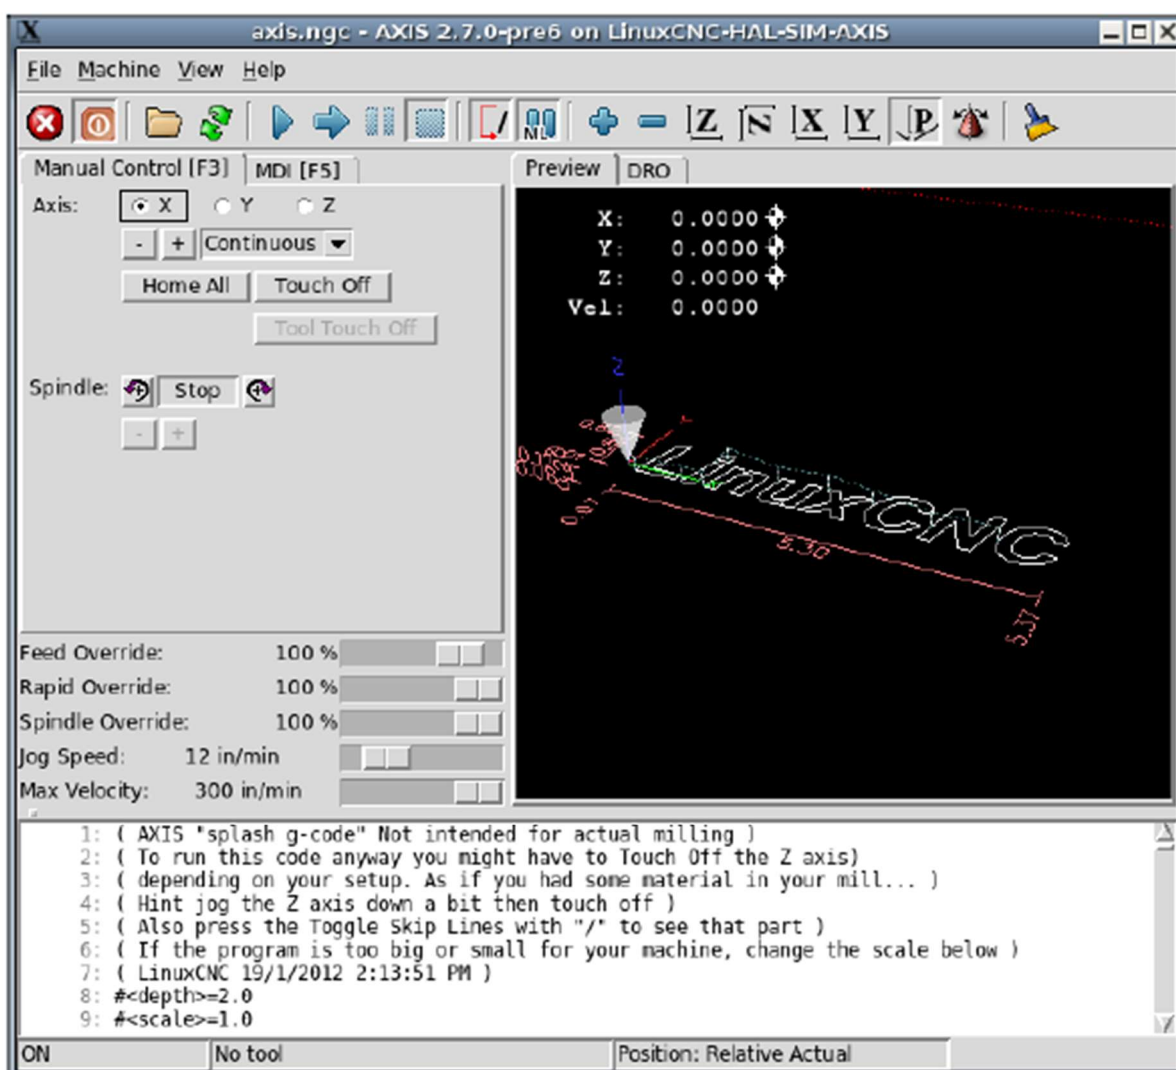 axis.ngc - AXIS 2.7.0-pre6 on LinuxCNC-HAL-SIM-AXIS
File Machine View Help
ML Z N X Y P
Manual Control [F3] MDI [F5]
Preview DRO
Axis: X Y Z
- + Continuous
Home All Touch Off
Tool Touch Off
Spindle: Stop
- +
X: 0.0000
Y: 0.0000
Z: 0.0000
Vel: 0.0000
Z
LinuxCNC
5.30
5.37
Feed Override: 100 %
Rapid Override: 100 %
Spindle Override: 100 %
Jog Speed: 12 in/min
Max Velocity: 300 in/min
1: ( AXIS "splash g-code" Not intended for actual milling )
2: ( To run this code anyway you might have to Touch Off the Z axis)
3: ( depending on your setup. As if you had some material in your mill... )
4: ( Hint jog the Z axis down a bit then touch off )
5: ( Also press the Toggle Skip Lines with "/" to see that part )
6: ( If the program is too big or small for your machine, change the scale below )
7: ( LinuxCNC 19/1/2012 2:13:51 PM )
8: #<depth>=2.0
9: #<scale>=1.0
ON No tool Position: Relative Actual